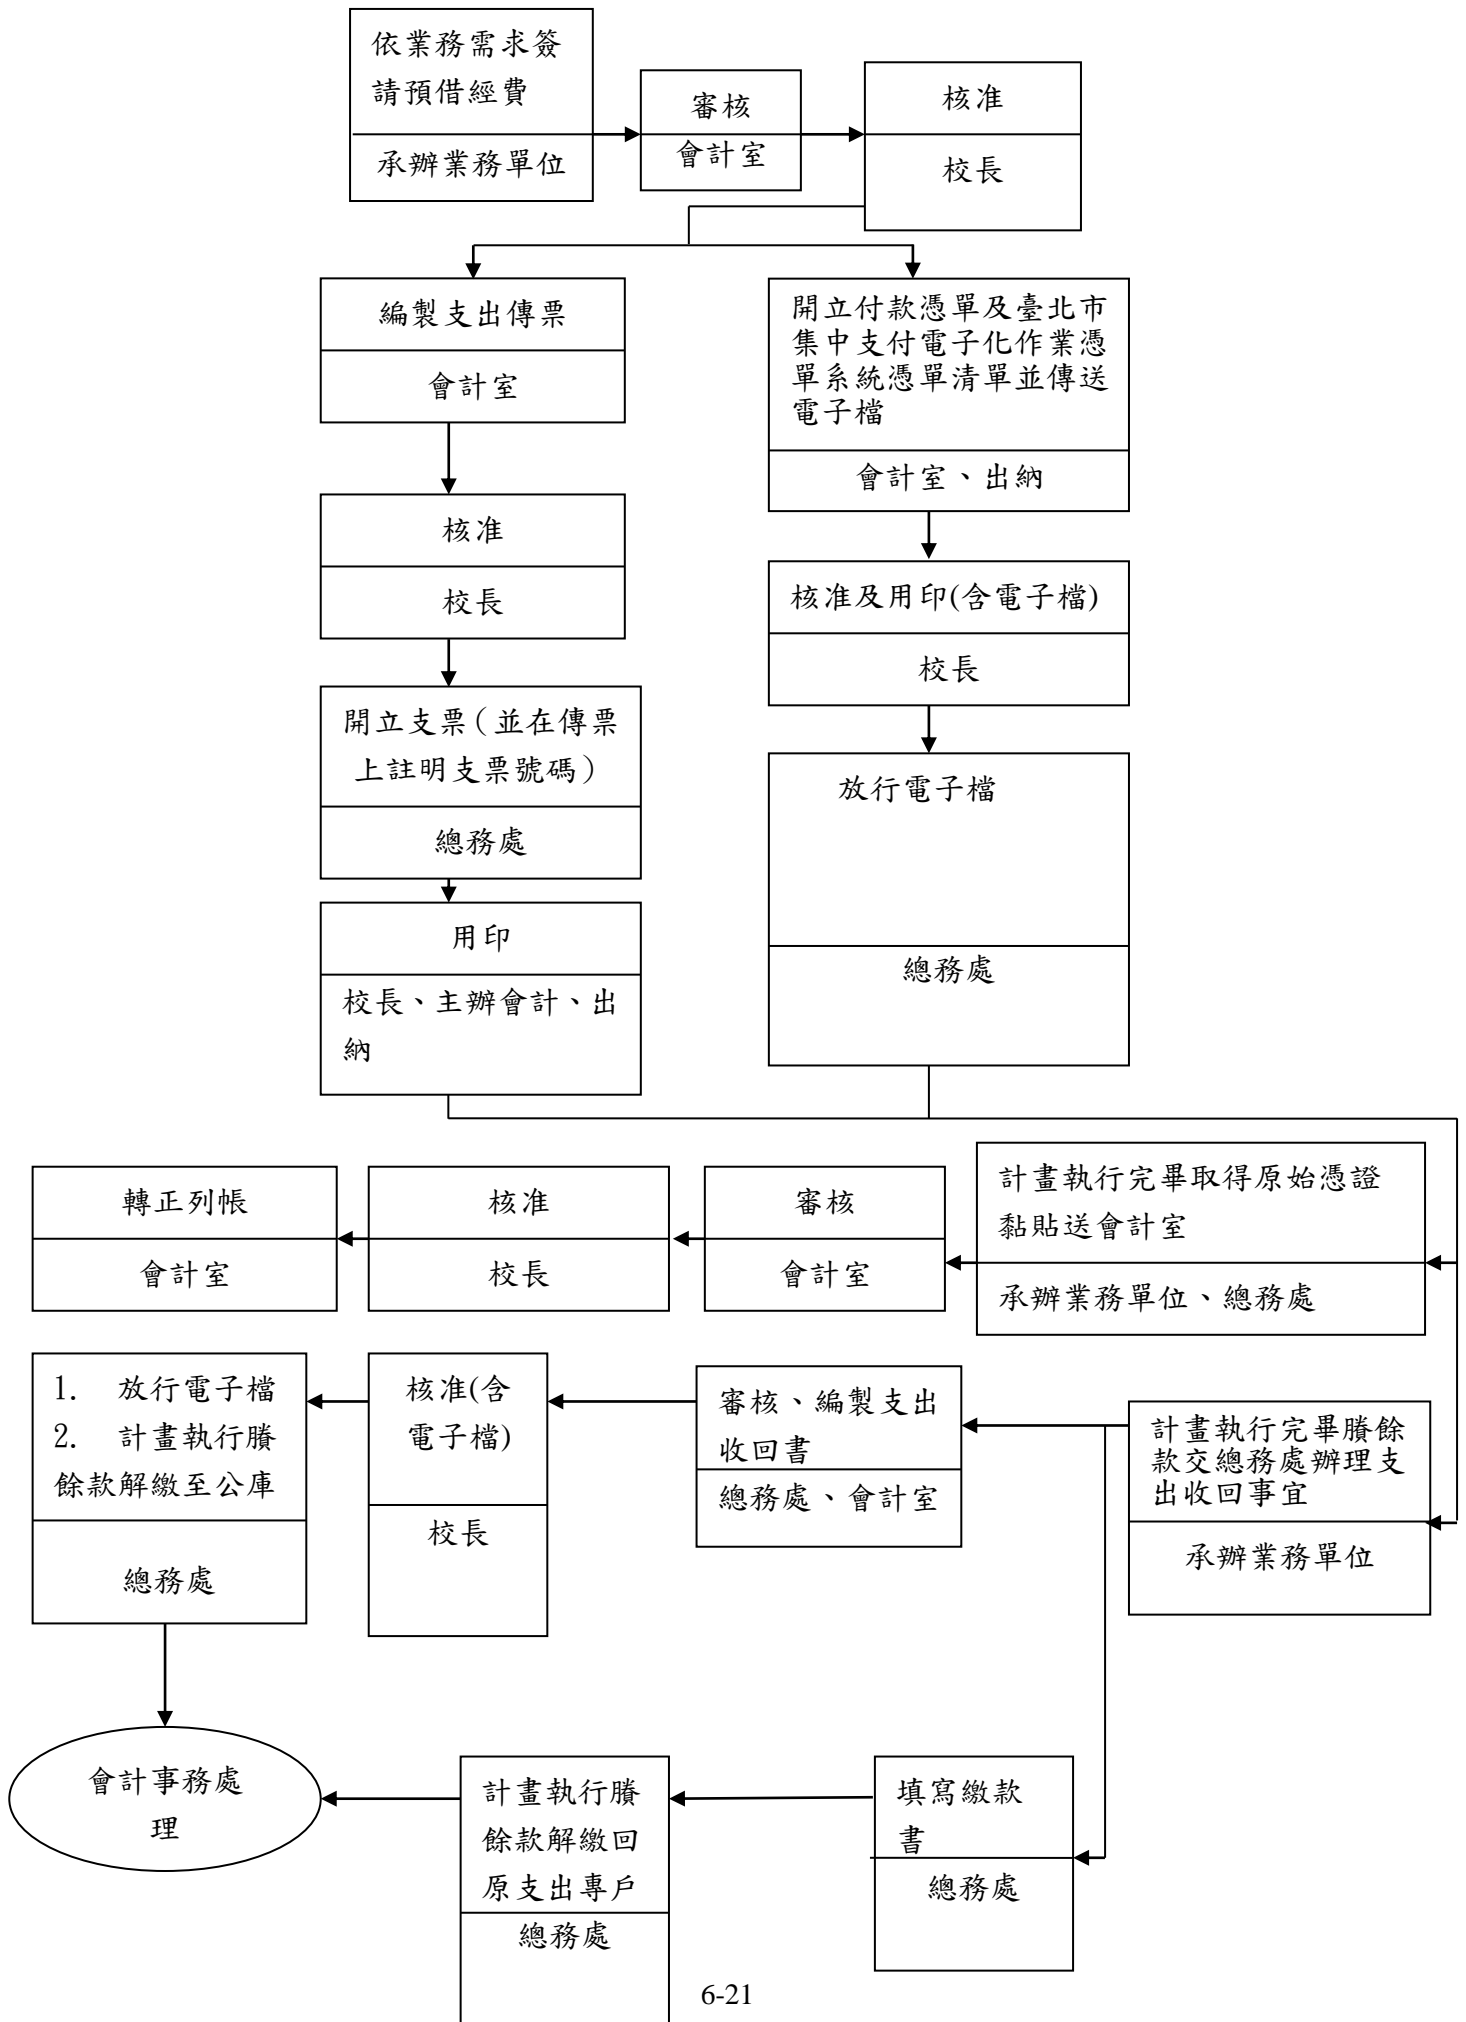 依業務需求簽
請預借經費
承辦業務單位
審核
會計室
核准
校長
編製支出傳票
會計室
開立付款憑單及臺北市
集中支付電子化作業憑
單系統憑單清單並傳送
電子檔
會計室、出納
核准
校長
核准及用印(含電子檔)
校長
開立支票（並在傳票
上註明支票號碼）
總務處
放行電子檔
總務處
用印
校長、主辦會計、出
納
計畫執行完畢取得原始憑證
黏貼送會計室
承辦業務單位、總務處
審核
會計室
核准
校長
轉正列帳
會計室
計畫執行完畢賸餘
款交總務處辦理支
出收回事宜
承辦業務單位
審核、編製支出
收回書
總務處、會計室
核准(含
電子檔)
校長
1. 放行電子檔
2. 計畫執行賸
餘款解繳至公庫
總務處
填寫繳款
書
總務處
計畫執行賸
餘款解繳回
原支出專戶
總務處
會計事務處
理
6-21